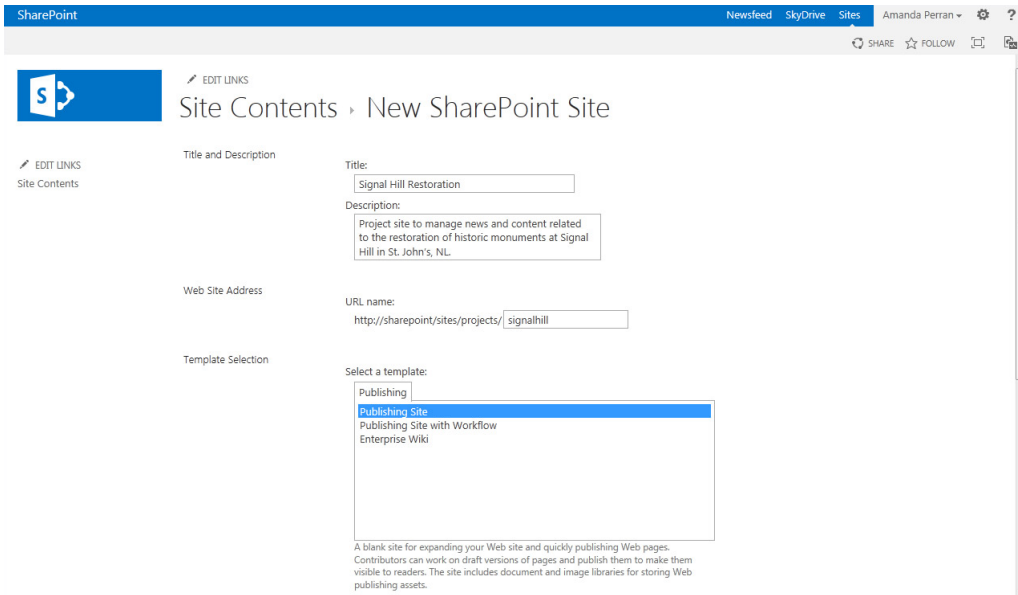 SharePoint
Newsfeed SkyDrive Sites Amanda Perran ?
SHARE FOLLOW
S
EDIT LINKS
Site Contents New SharePoint Site
EDIT LINKS
Site Contents
Title and Description
Title:
Signal Hill Restoration
Description:
Project site to manage news and content related
to the restoration of historic monuments at Signal
Hill in St. John's, NL.
Web Site Address
URL name:
http://sharepoint/sites/projects/ signalhill
Template Selection
Select a template:
Publishing
Publishing Site
Publishing Site with Workflow
Enterprise Wiki
A blank site for expanding your Web site and quickly publishing Web pages.
Contributors can work on draft versions of pages and publish them to make them
visible to readers. The site includes document and image libraries for storing Web
publishing assets.